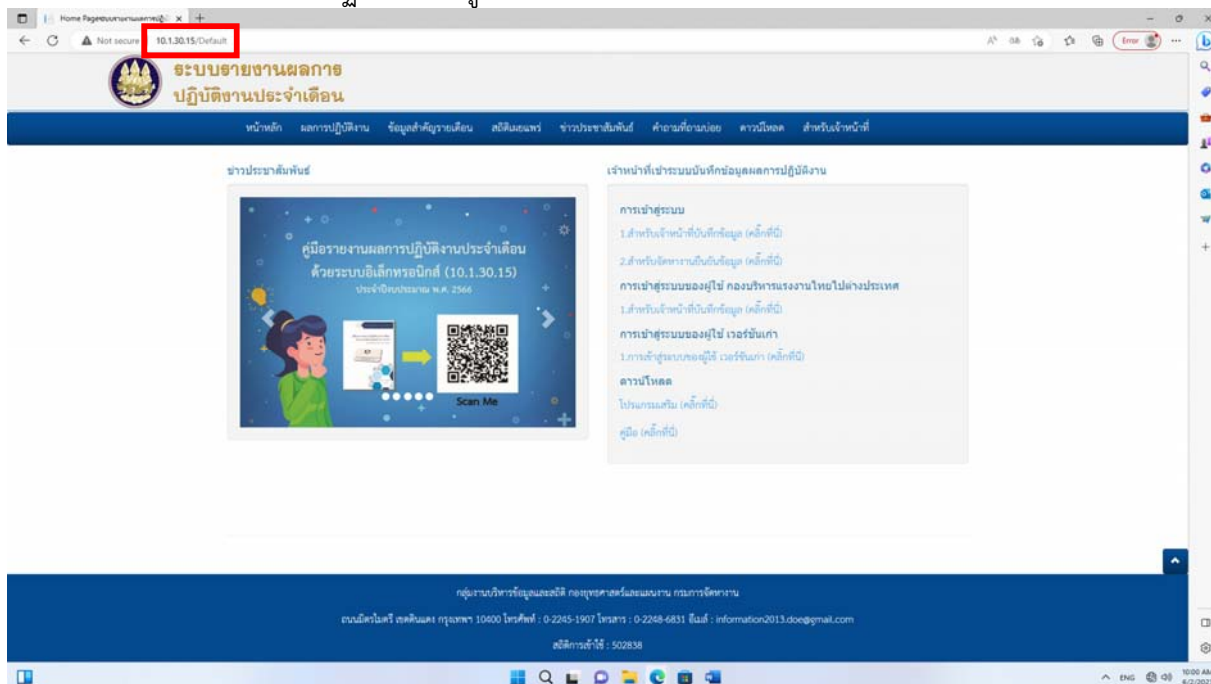 Home Page
Not secure
10.1.30.15/Default
Error
ระบบรายงานผลการ
ปฏิบัติงานประจำเดือน
หน้าหลัก ผลการปฏิบัติงาน ข้อมูลสำคัญรายเดือน สถิติเผยแพร่ ข่าวประชาสัมพันธ์ คำถามที่ถามบ่อย ดาวน์โหลด สำหรับเจ้าหน้าที่
ข่าวประชาสัมพันธ์
คู่มือรายงานผลการปฏิบัติงานประจำเดือน
ด้วยระบบอิเล็กทรอนิกส์ (10.1.30.15)
ประจำปีงบประมาณ พ.ศ. 2566
Scan Me
เจ้าหน้าที่เข้าระบบบันทึกข้อมูลผลการปฏิบัติงาน
การเข้าสู่ระบบ
1.สำหรับเจ้าหน้าที่บันทึกข้อมูล (คลิ๊กที่นี่)
2.สำหรับจัดหางานยืนยันข้อมูล (คลิ๊กที่นี่)
การเข้าสู่ระบบของผู้ใช้ กองบริหารแรงงานไทยไปต่างประเทศ
1.สำหรับเจ้าหน้าที่บันทึกข้อมูล (คลิ๊กที่นี่)
การเข้าสู่ระบบของผู้ใช้ เวอร์ชันเก่า
1.การเข้าสู่ระบบของผู้ใช้ เวอร์ชันเก่า (คลิ๊กที่นี่)
ดาวน์โหลด
โปรแกรมเสริม (คลิ๊กที่นี่)
คู่มือ (คลิ๊กที่นี่)
กลุ่มงานบริหารข้อมูลและสถิติ กองยุทธศาสตร์และแผนงาน กรมการจัดหางาน
ถนนมิตรไมตรี เขตดินแดง กรุงเทพฯ 10400 โทรศัพท์ : 0-2245-1907 โทรสาร : 0-2248-6831 อีเมล์ : information2013.doe@gmail.com
สถิติการเข้าใช้ : 502838
ENG
10:00 AM